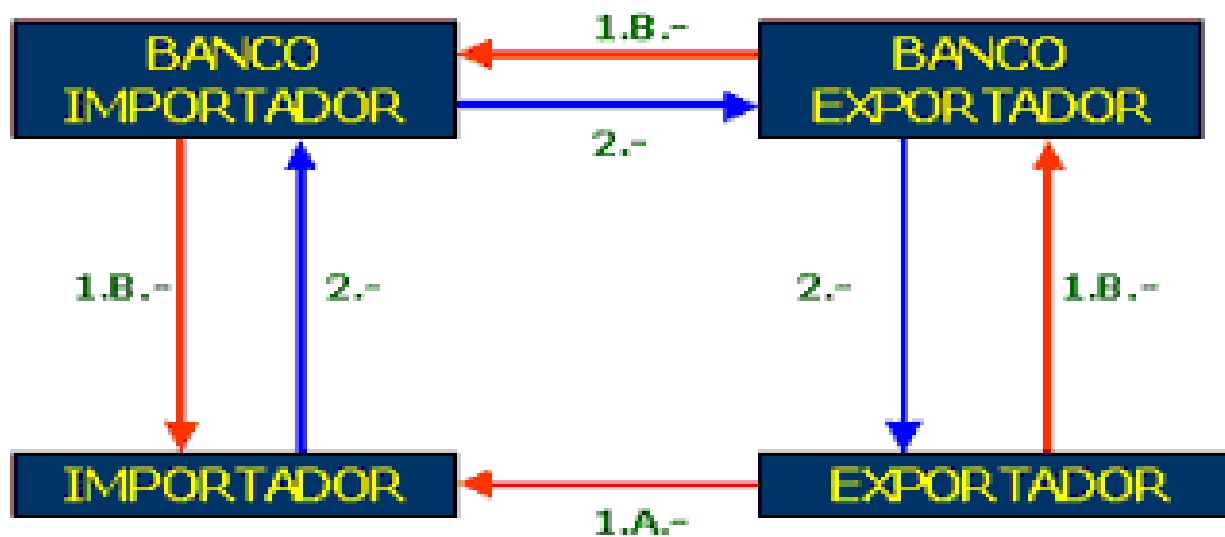 1.B.-
BANCO
IMPORTADOR
BANCO
EXPORTADOR
2.-
1.B.-
2.-
2.-
1.B.-
IMPORTADOR
EXPORTADOR
1.A.-